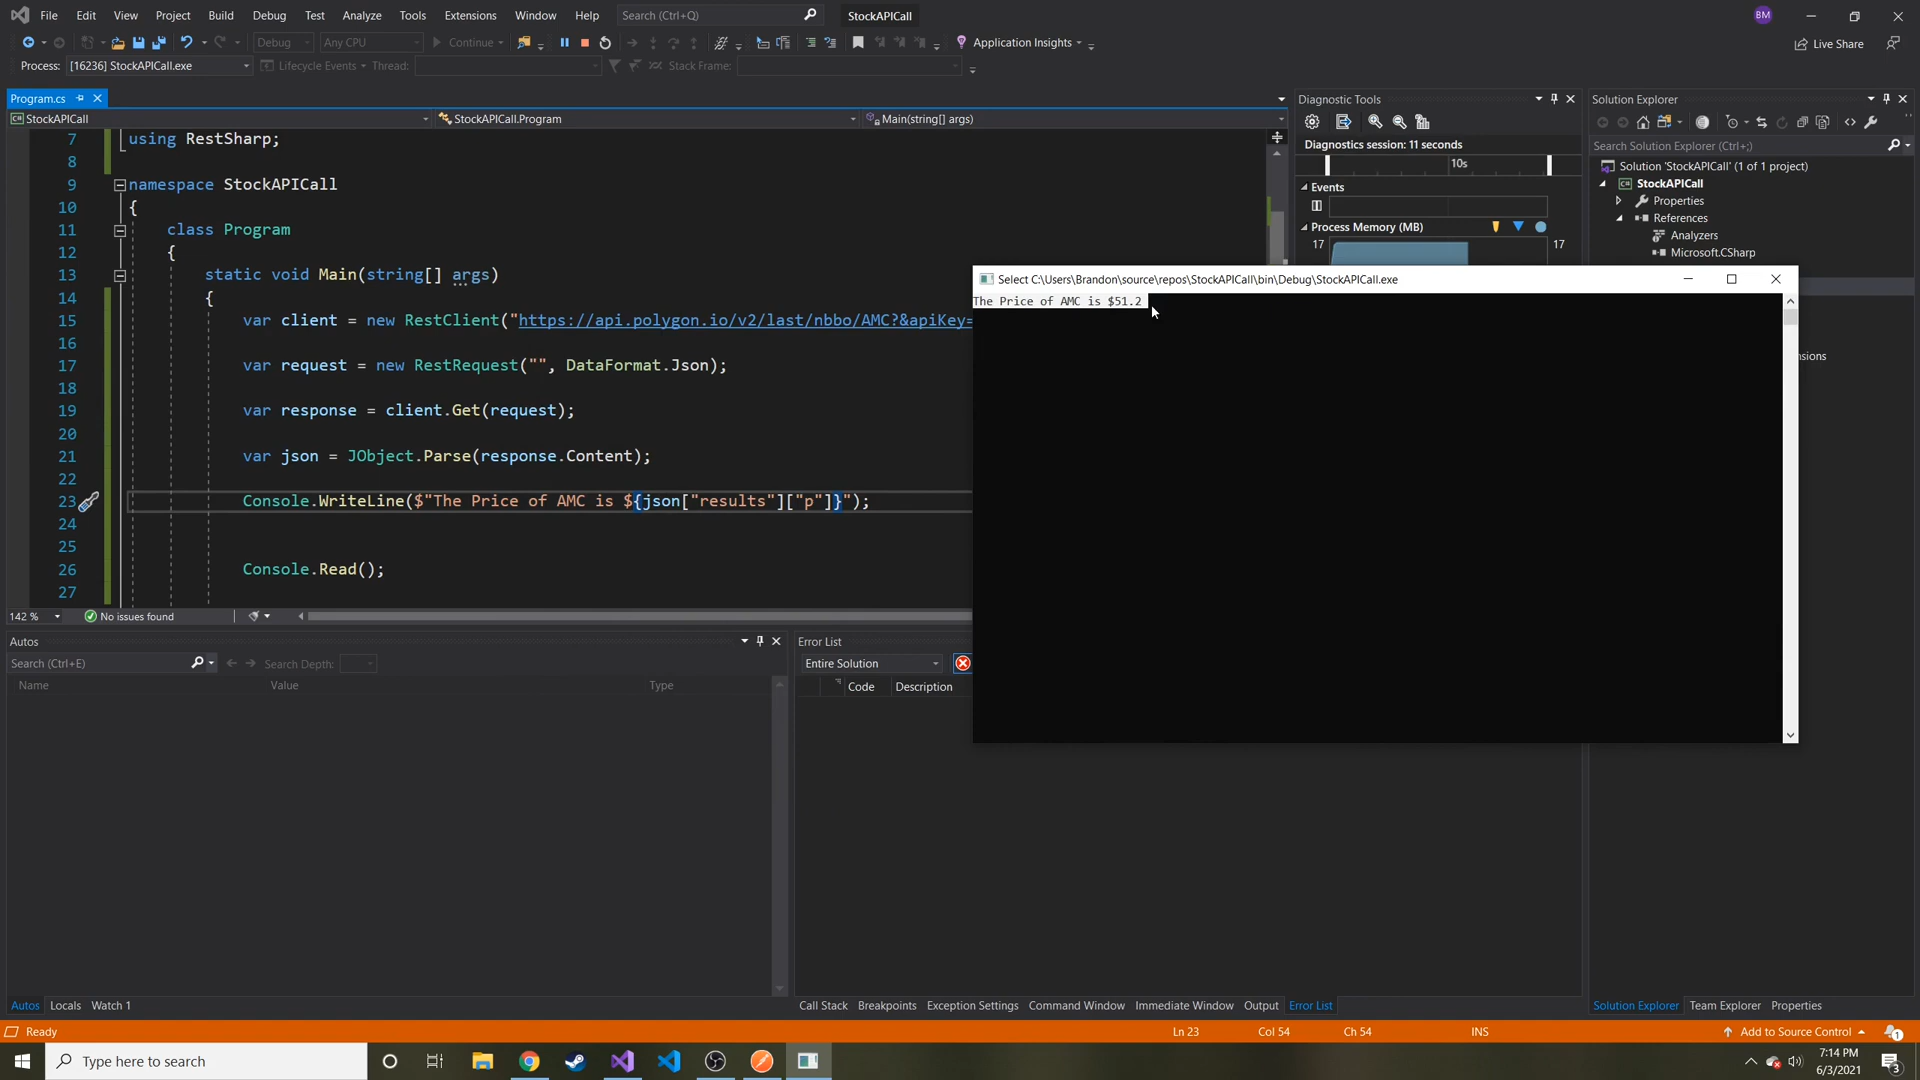 File Edit View Project Build Debug Test Analyze Tools Extensions Window Help Search (Ctrl+Q) StockAPICall BM
Debug Any CPU Continue Application Insights Live Share
Process: [16236] StockAPICall.exe Lifecycle Events Thread: Stack Frame:
Program.cs
StockAPICall StockAPICall.Program Main(string[] args)
7 using RestSharp;
8
9 namespace StockAPICall
10 {
11 class Program
12 {
13 static void Main(string[] args)
14 {
15 var client = new RestClient("https://api.polygon.io/v2/last/nbbo/AMC?&apiKey=
16
17 var request = new RestRequest("", DataFormat.Json);
18
19 var response = client.Get(request);
20
21 var json = JObject.Parse(response.Content);
22
23 Console.WriteLine($"The Price of AMC is ${json["results"]["p"]}");
24
25
26 Console.Read();
27
142 % No issues found
Diagnostic Tools
Diagnostics session: 11 seconds
10s
Events
Process Memory (MB)
17 17
Solution Explorer
Search Solution Explorer (Ctrl+;)
Solution 'StockAPICall' (1 of 1 project)
StockAPICall
Properties
References
Analyzers
Microsoft.CSharp
nsions
Select C:\Users\Brandon\source\repos\StockAPICall\bin\Debug\StockAPICall.exe
The Price of AMC is $51.2
Autos
Search (Ctrl+E) Search Depth:
Name Value Type
Error List
Entire Solution
Code Description
Autos Locals Watch 1
Call Stack Breakpoints Exception Settings Command Window Immediate Window Output Error List
Solution Explorer Team Explorer Properties
Ready Ln 23 Col 54 Ch 54 INS Add to Source Control 1
Type here to search
7:14 PM
6/3/2021
3